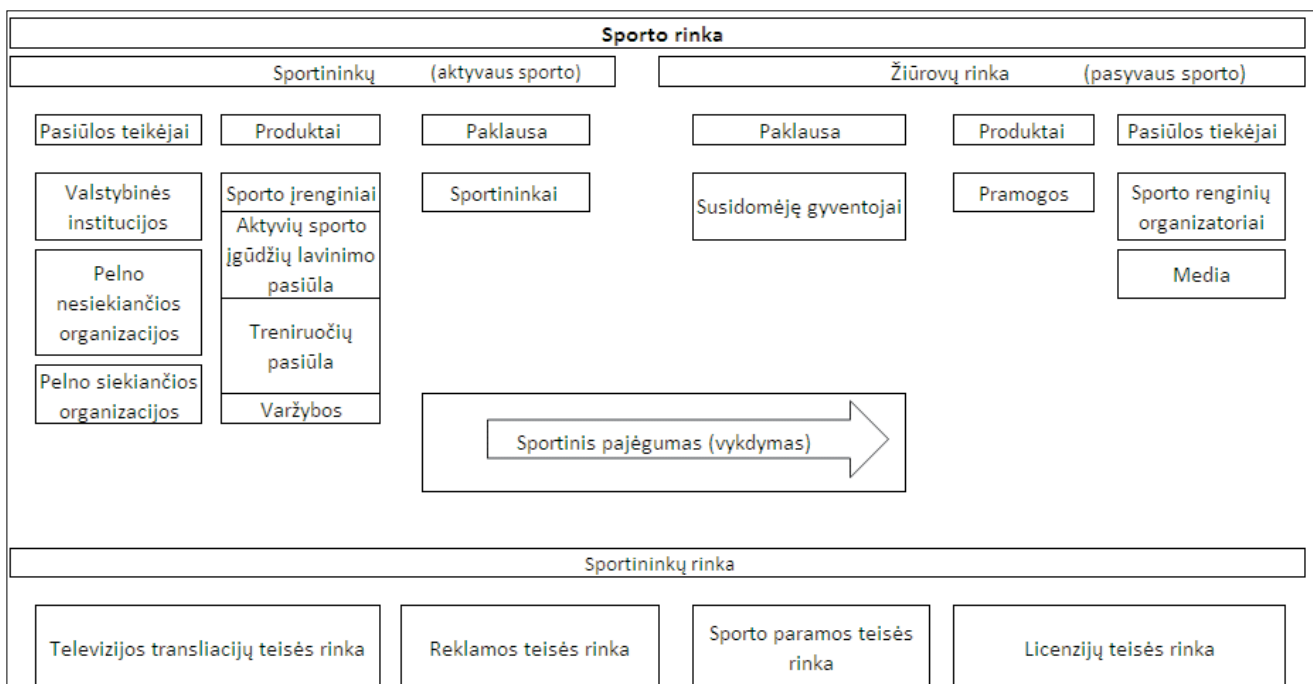 Sporto rinka
Sportininkų (aktyvaus sporto)
Žiūrovų rinka (pasyvaus sporto)
Pasiūlos teikėjai
Produktai
Paklausa
Paklausa
Produktai
Pasiūlos tiekėjai
Valstybinės
institucijos
Pelno
nesiekiančios
organizacijos
Pelno siekiančios
organizacijos
Sporto įrenginiai
Aktyvių sporto
įgūdžių lavinimo
pasiūla
Treniruočių
pasiūla
Varžybos
Sportininkai
Susidomėję gyventojai
Pramogos
Sporto renginių
organizatoriai
Media
Sportinis pajėgumas (vykdymas)
Sportininkų rinka
Televizijos transliacijų teisės rinka
Reklamos teisės rinka
Sporto paramos teisės
rinka
Licenzijų teisės rinka